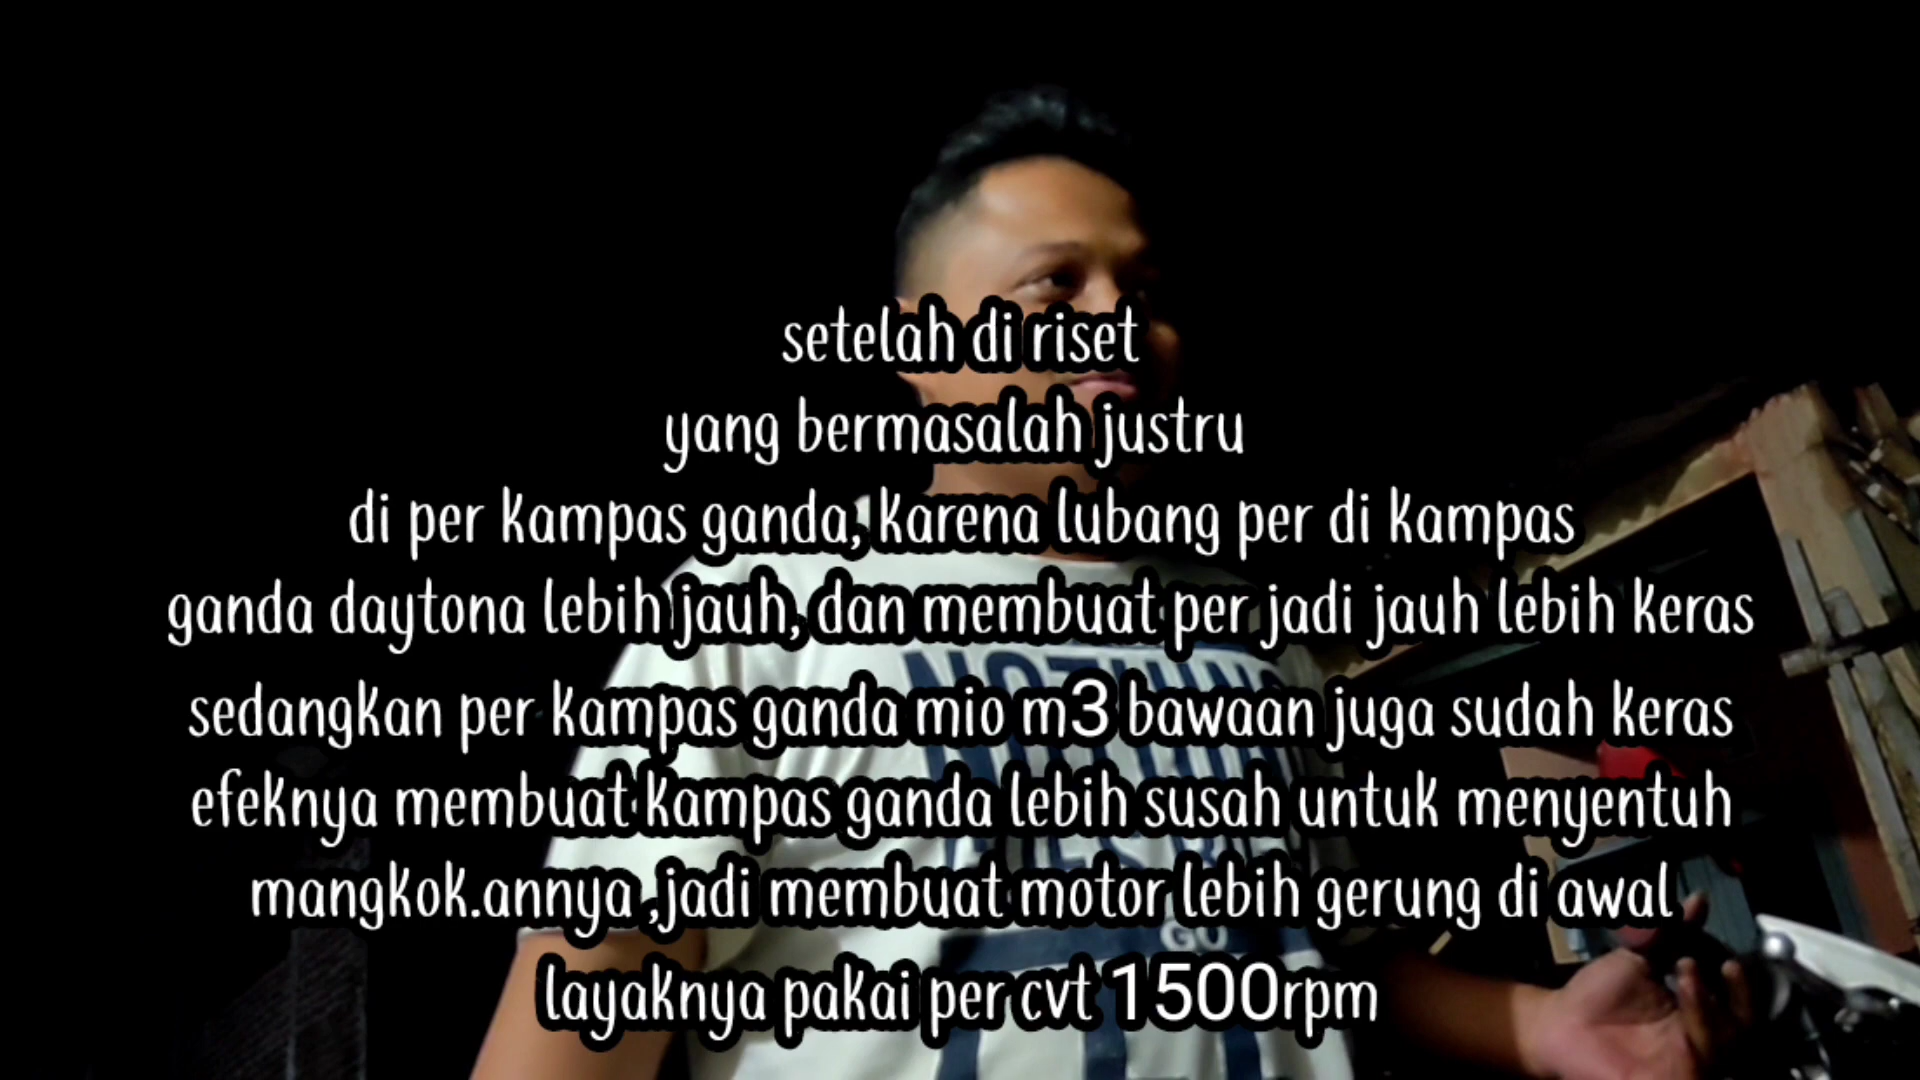 setelah di riset
yang bermasalah justru
di per kampas ganda, karena lubang per di kampas
ganda daytona lebih jauh, dan membuat per jadi jauh lebih keras
sedangkan per kampas ganda mio m3 bawaan juga sudah keras
efeknya membuat kampas ganda lebih susah untuk menyentuh
mangkok.annya ,jadi membuat motor lebih gerung di awal
layaknya pakai per cvt 1500rpm
GO